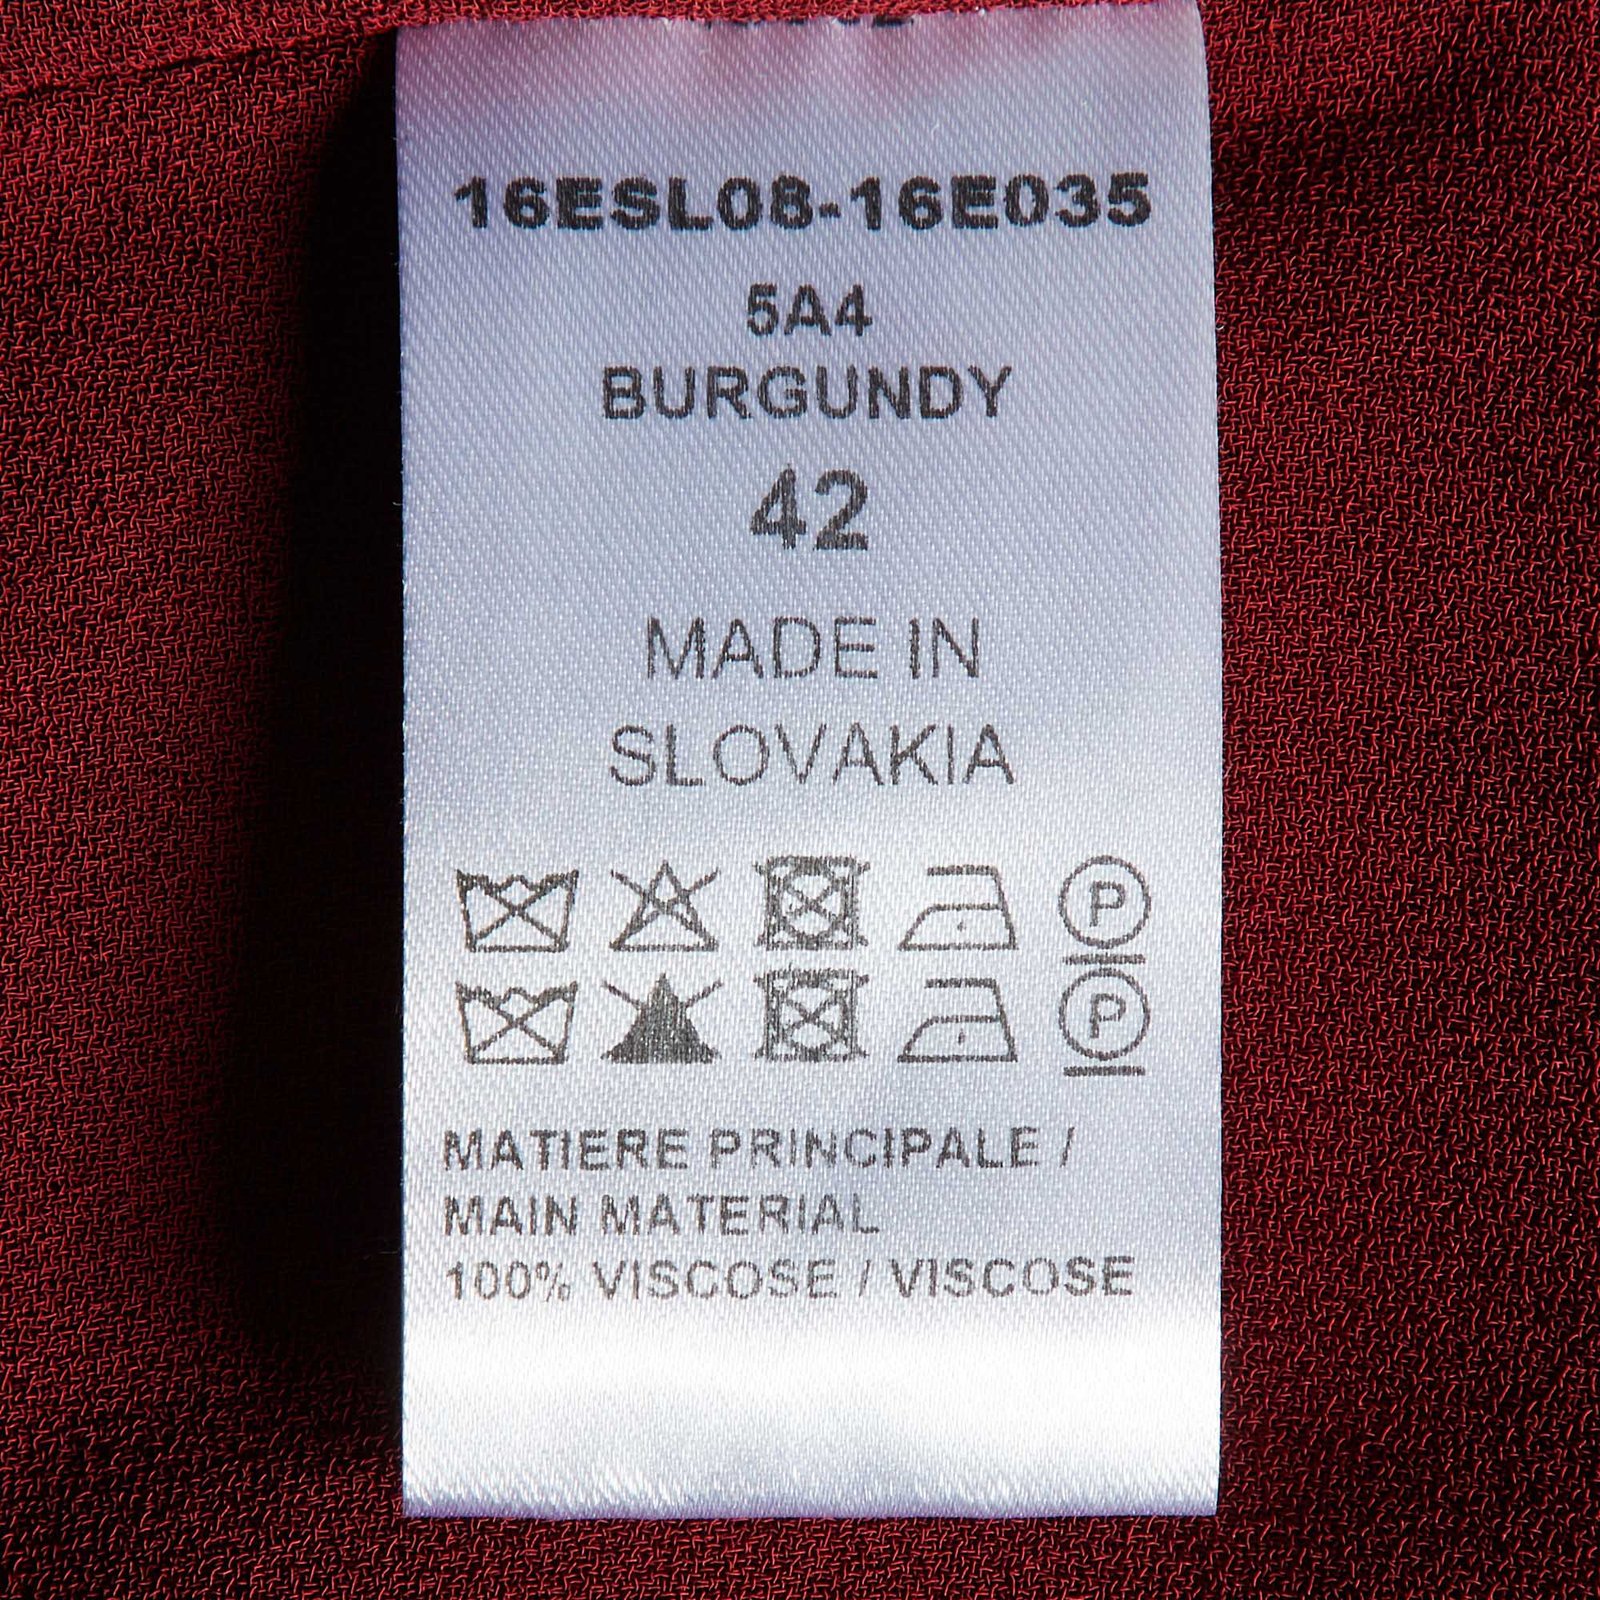 16ESL08-16E035
5A4
BURGUNDY
42
MADE IN
SLOVAKIA
P
P
MATIERE PRINCIPALE /
MAIN MATERIAL
100% VISCOSE / VISCOSE